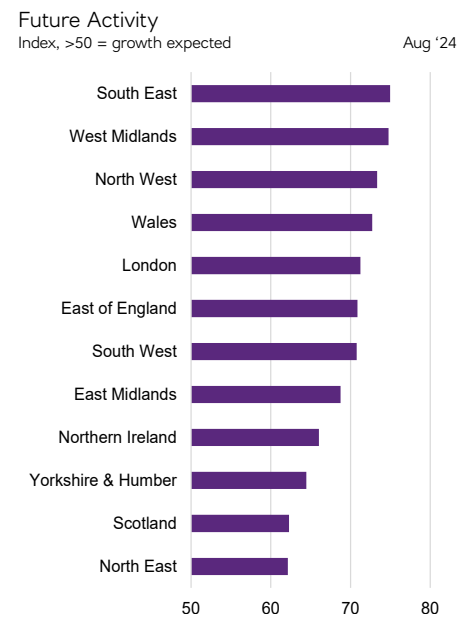 Future Activity
Index, >50 = growth expected
Aug ‘24
South East
West Midlands
North West
Wales
London
East of England
South West
East Midlands
Northern Ireland
Yorkshire & Humber
Scotland
North East
50 60 70 80